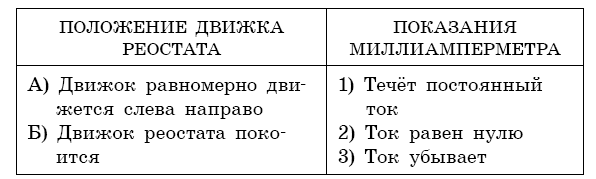 ПОЛОЖЕНИЕ ДВИЖКА
РЕОСТАТА
ПОКАЗАНИЯ
МИЛЛИАМПЕРМЕТРА
А) Движок равномерно дви-
жется слева направо
Б) Движок реостата поко-
ится
1) Течёт постоянный
ток
2) Ток равен нулю
3) Ток убывает